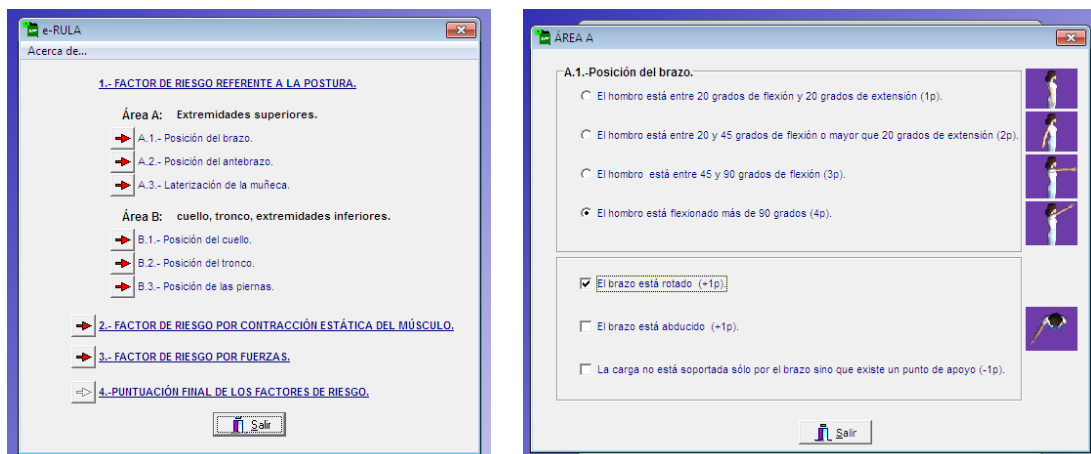 e-RULA
Acerca de...
1.- FACTOR DE RIESGO REFERENTE A LA POSTURA.
Área A: Extremidades superiores.
A.1.- Posición del brazo.
A.2.- Posición del antebrazo.
A.3.- Laterización de la muñeca.
Área B: cuello, tronco, extremidades inferiores.
B.1.- Posición del cuello.
B.2.- Posición del tronco.
B.3.- Posición de las piernas.
2.- FACTOR DE RIESGO POR CONTRACCIÓN ESTÁTICA DEL MÚSCULO.
3.- FACTOR DE RIESGO POR FUERZAS.
4.-PUNTUACIÓN FINAL DE LOS FACTORES DE RIESGO.
Salir
ÁREA A
A.1.-Posición del brazo.
El hombro está entre 20 grados de flexión y 20 grados de extensión (1p).
El hombro está entre 20 y 45 grados de flexión o mayor que 20 grados de extensión (2p).
El hombro está entre 45 y 90 grados de flexión (3p).
El hombro está flexionado más de 90 grados (4p).
El brazo está rotado (+1p).
El brazo está abducido (+1p).
La carga no está soportada sólo por el brazo sino que existe un punto de apoyo (-1p).
Salir